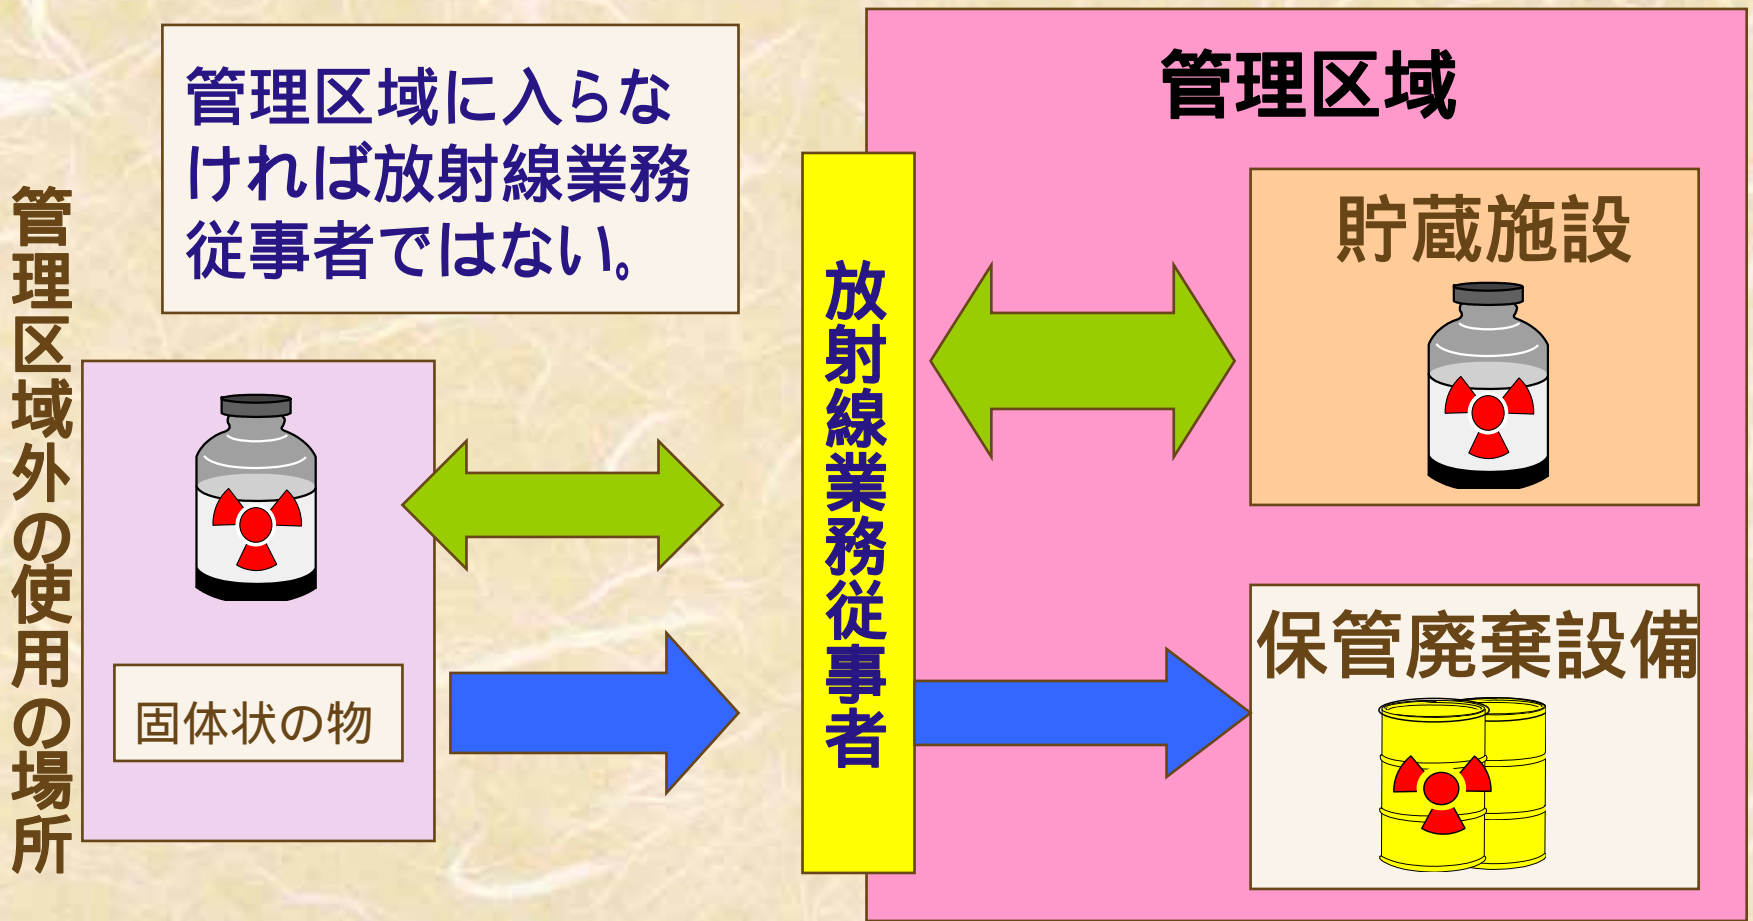 管理区域に入らな
ければ放射線業務
従事者ではない。
管理区域
管理区域外の使用の場所
放射線業務従事者
貯蔵施設
固体状の物
保管廃棄設備